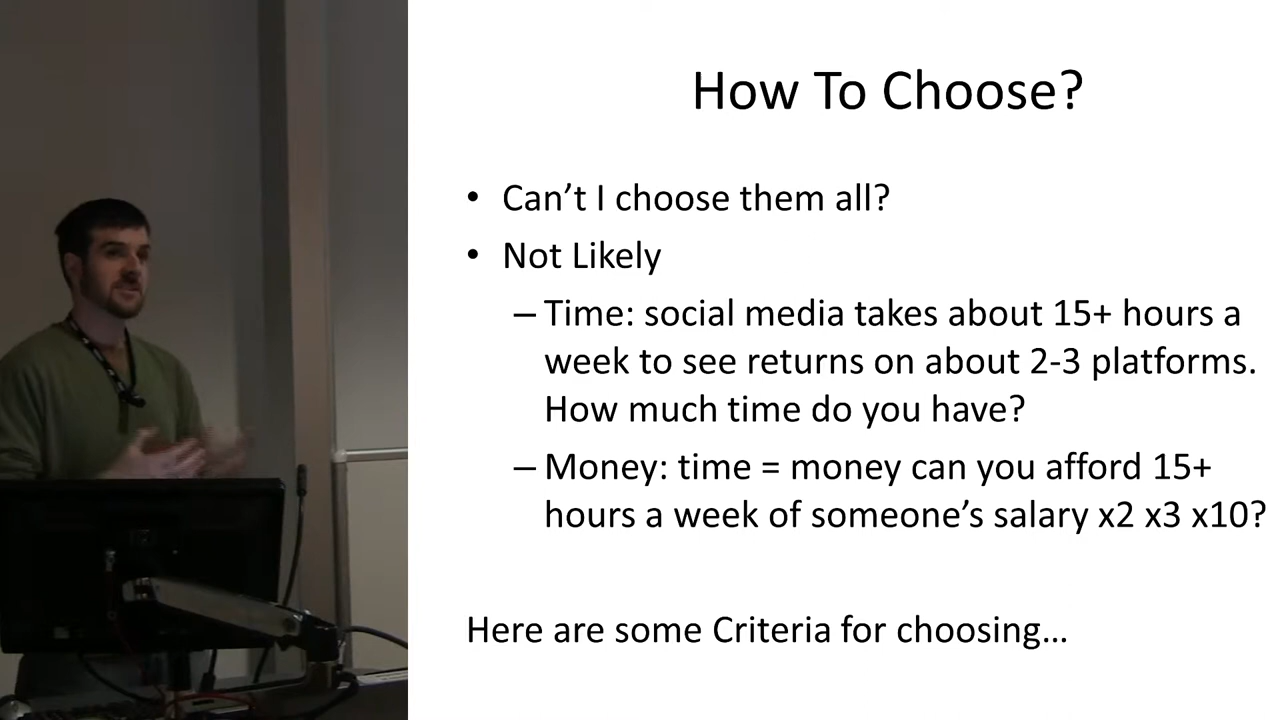 How To Choose?
• Can’t I choose them all?
• Not Likely
– Time: social media takes about 15+ hours a
week to see returns on about 2-3 platforms.
How much time do you have?
– Money: time = money can you afford 15+
hours a week of someone’s salary x2 x3 x10?
Here are some Criteria for choosing…